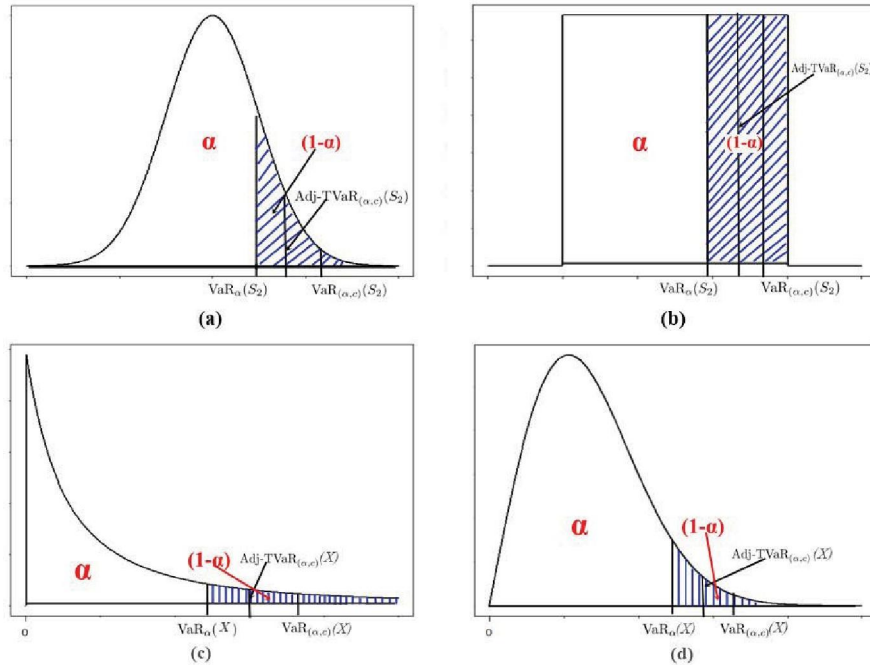 α
(1-α)
Adj-TVaR(α,c)(S2)
VaRα(S2)
VaR(α,c)(S2)
(a)
Adj-TVaR(α,c)(S2)
α
(1-α)
VaRα(S2)
VaR(α,c)(S2)
(b)
α
(1-α)
Adj-TVaR(α,c)(X)
0
VaRα(X)
VaR(α,c)(X)
(c)
α
(1-α)
Adj-TVaR(α,c)(X)
0
VaRα(X)
VaR(α,c)(X)
(d)